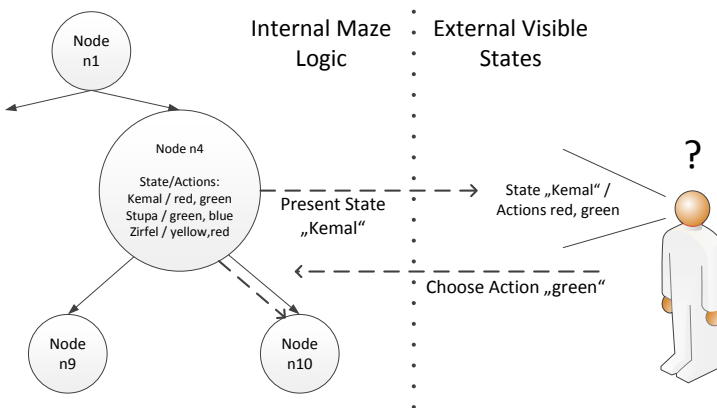 Node
n1
Internal Maze
Logic
External Visible
States
Node n4
State/Actions:
Kemal / red, green
Stupa / green, blue
Zirfel / yellow,red
Present State
„Kemal“
State „Kemal“ /
Actions red, green
?
Choose Action „green“
Node
n9
Node
n10